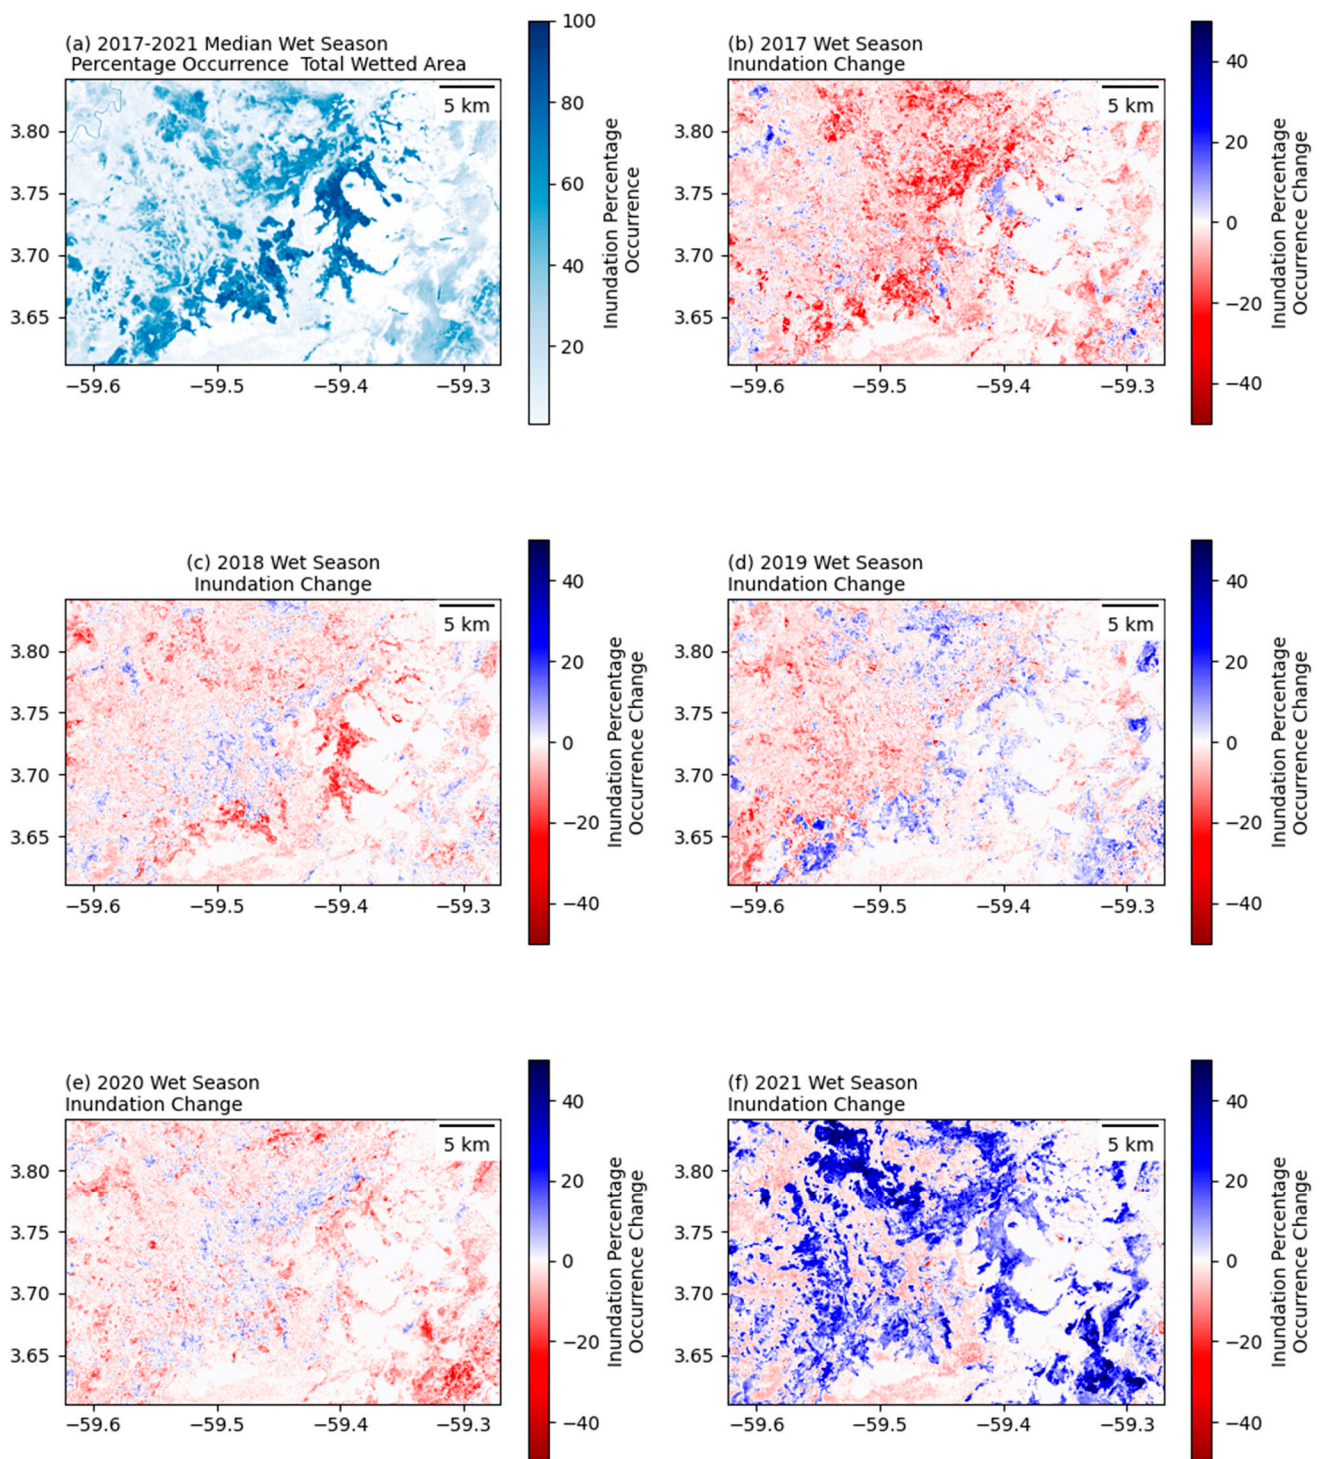 (a) 2017-2021 Median Wet Season
Percentage Occurrence  Total Wetted Area
5 km
3.80
3.75
3.70
3.65
−59.6
−59.5
−59.4
−59.3
100
80
60
40
20
Inundation Percentage
Occurrence
(b) 2017 Wet Season
Inundation Change
5 km
3.80
3.75
3.70
3.65
−59.6
−59.5
−59.4
−59.3
40
20
0
−20
−40
Inundation Percentage
Occurrence Change
(c) 2018 Wet Season
Inundation Change
5 km
3.80
3.75
3.70
3.65
−59.6
−59.5
−59.4
−59.3
40
20
0
−20
−40
Inundation Percentage
Occurrence Change
(d) 2019 Wet Season
Inundation Change
5 km
3.80
3.75
3.70
3.65
−59.6
−59.5
−59.4
−59.3
40
20
0
−20
−40
Inundation Percentage
Occurrence Change
(e) 2020 Wet Season
Inundation Change
5 km
3.80
3.75
3.70
3.65
−59.6
−59.5
−59.4
−59.3
40
20
0
−20
−40
Inundation Percentage
Occurrence Change
(f) 2021 Wet Season
Inundation Change
5 km
3.80
3.75
3.70
3.65
−59.6
−59.5
−59.4
−59.3
40
20
0
−20
−40
Inundation Percentage
Occurrence Change